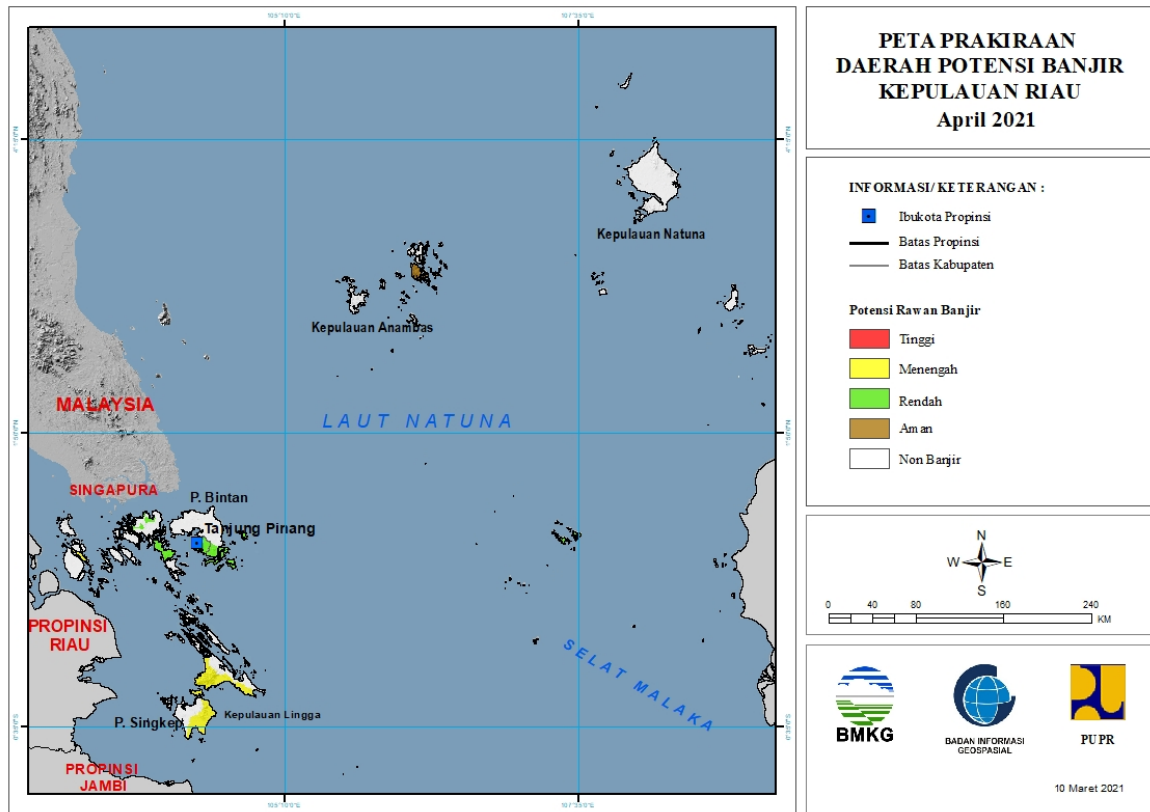 PETA PRAKIRAAN
DAERAH POTENSI BANJIR
KEPULAUAN RIAU
April 2021
INFORMASI/ KETERANGAN :
Ibukota Propinsi
Batas Propinsi
Batas Kabupaten
Potensi Rawan Banjir
Tinggi
Menengah
Rendah
Aman
Non Banjir
N
W E
S
0 40 80 160 240
KM
BMKG
BADAN INFORMASI
GEOSPASIAL
PUPR
10 Maret 2021
Kepulauan Natuna
Kepulauan Anambas
MALAYSIA
LAUT NATUNA
SINGAPURA
P. Bintan
Tanjung Pinang
PROPINSI
RIAU
SELAT MALAKA
P. Singkep
Kepulauan Lingga
PROPINSI
JAMBI